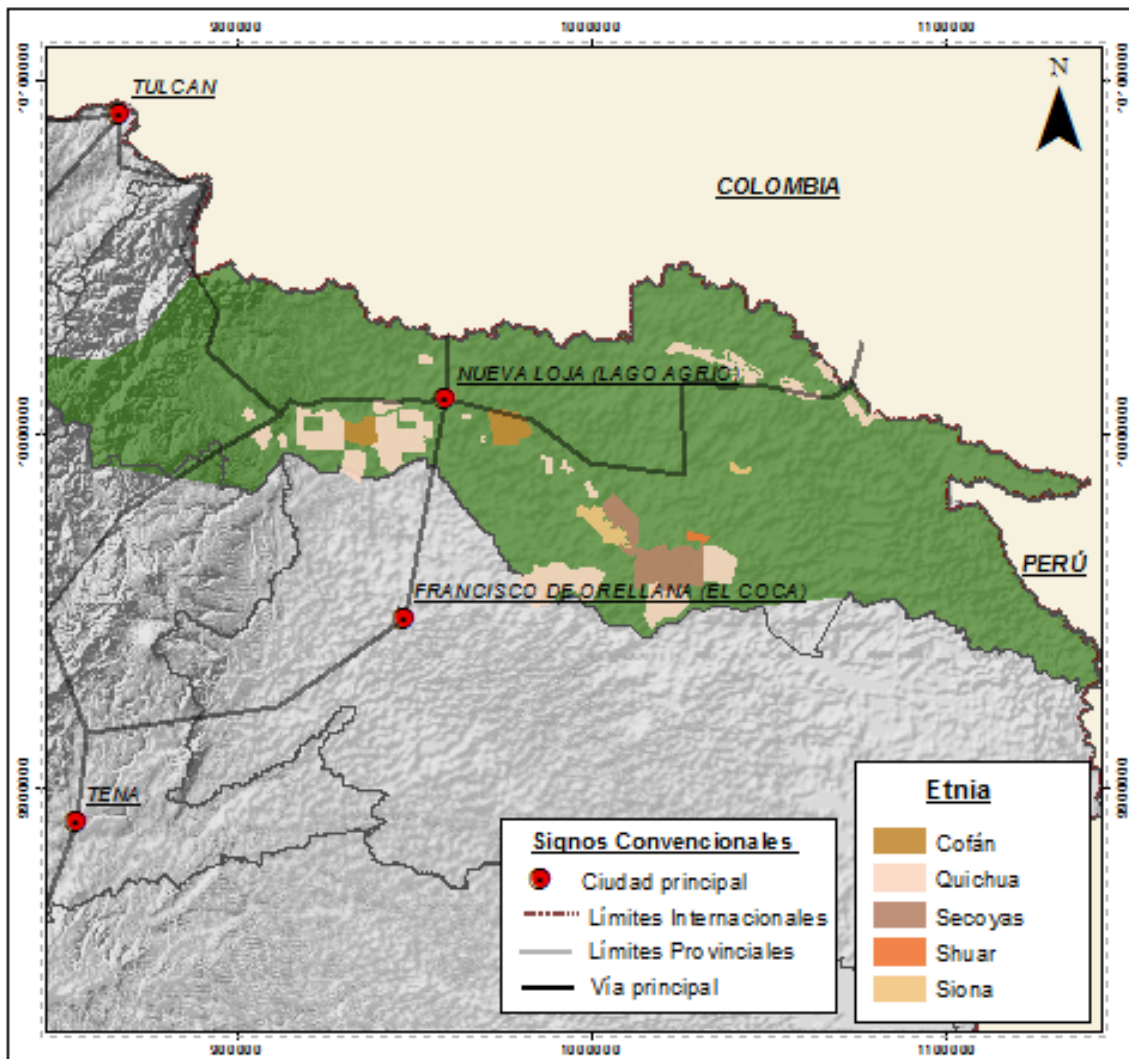 900000 1000000 1100000
TULCAN
N
COLOMBIA
NUEVA LOJA (LAGO AGRIO)
PERÚ
FRANCISCO DE ORELLANA (EL COCA)
TENA
Signos Convencionales
Ciudad principal
Límites Internacionales
Límites Provinciales
Vía principal
Etnia
Cofán
Quichua
Secoyas
Shuar
Siona
900000 1000000 1100000